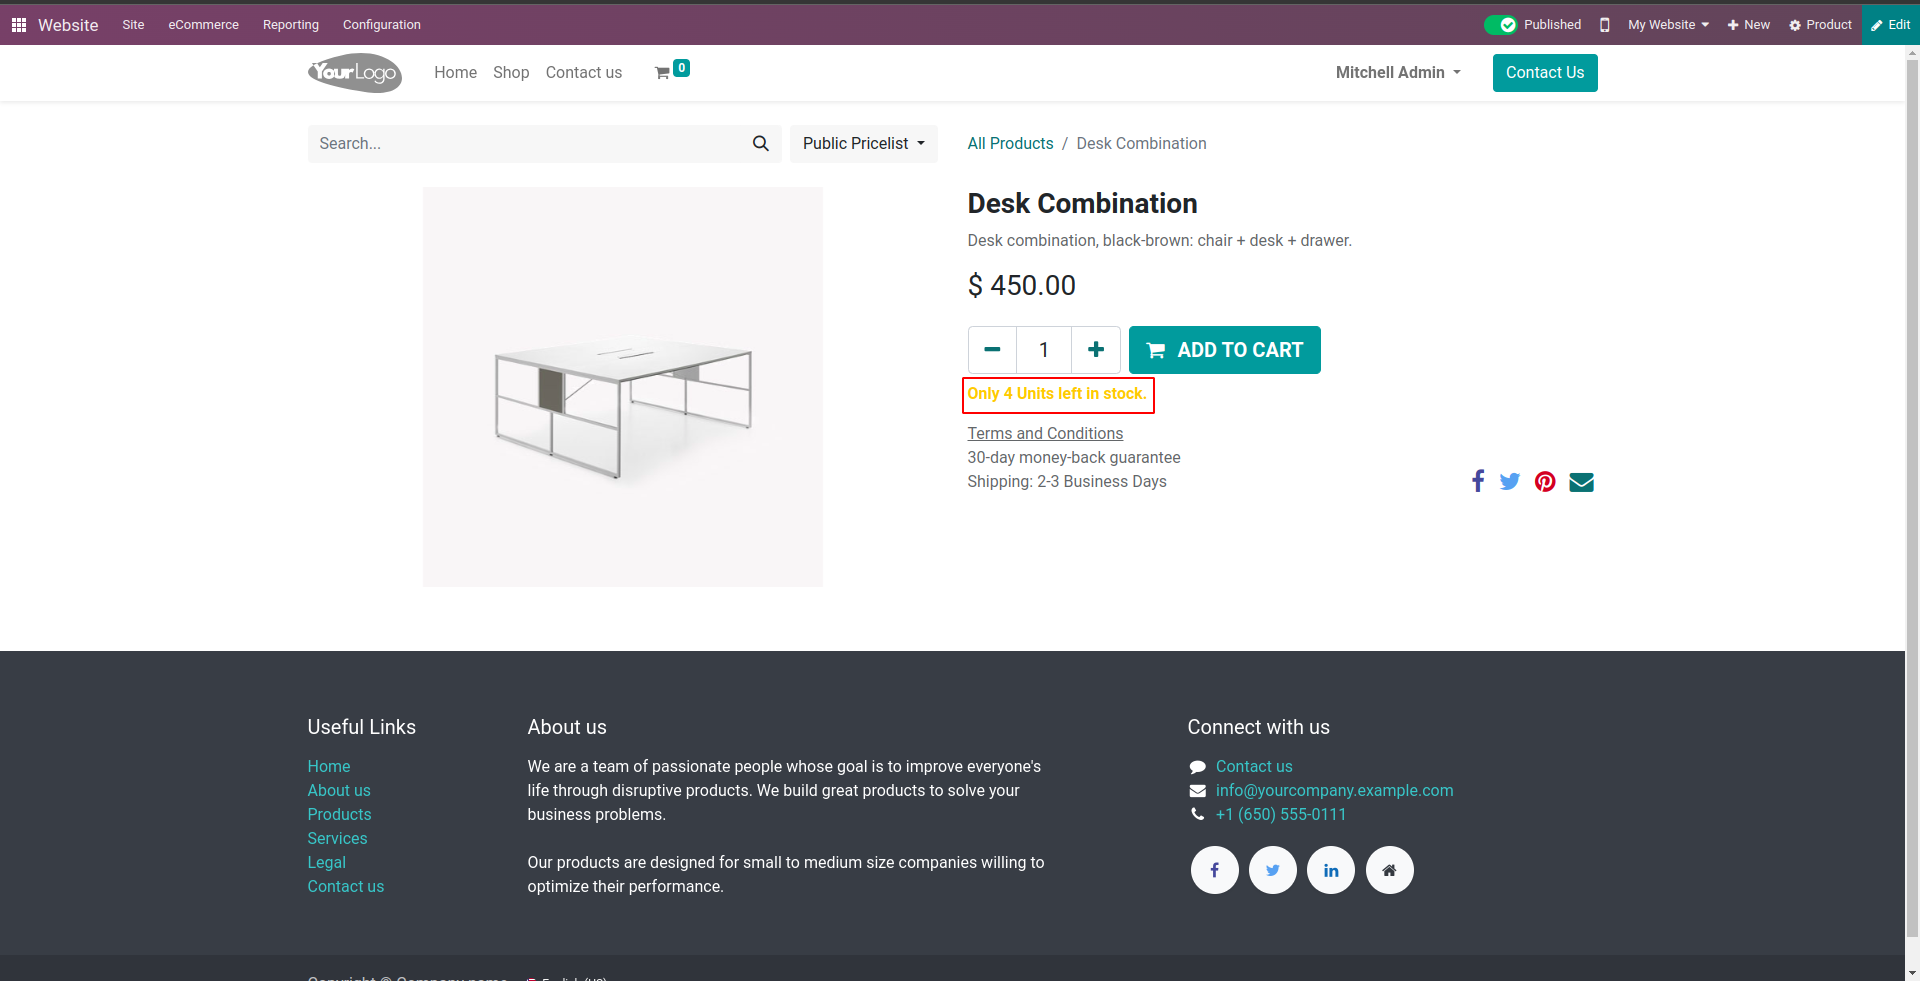 Website Site eCommerce Reporting Configuration Published My Website New Product Edit
YourLogo Home Shop Contact us 0 Mitchell Admin Contact Us
Search... Public Pricelist All Products / Desk Combination
Desk Combination
Desk combination, black-brown: chair + desk + drawer.
$ 450.00
1 ADD TO CART
Only 4 Units left in stock.
Terms and Conditions
30-day money-back guarantee
Shipping: 2-3 Business Days
Useful Links
Home
About us
Products
Services
Legal
Contact us
About us
We are a team of passionate people whose goal is to improve everyone's
life through disruptive products. We build great products to solve your
business problems.
Our products are designed for small to medium size companies willing to
optimize their performance.
Connect with us
Contact us
info@yourcompany.example.com
+1 (650) 555-0111
Copyright © Company name English (US)